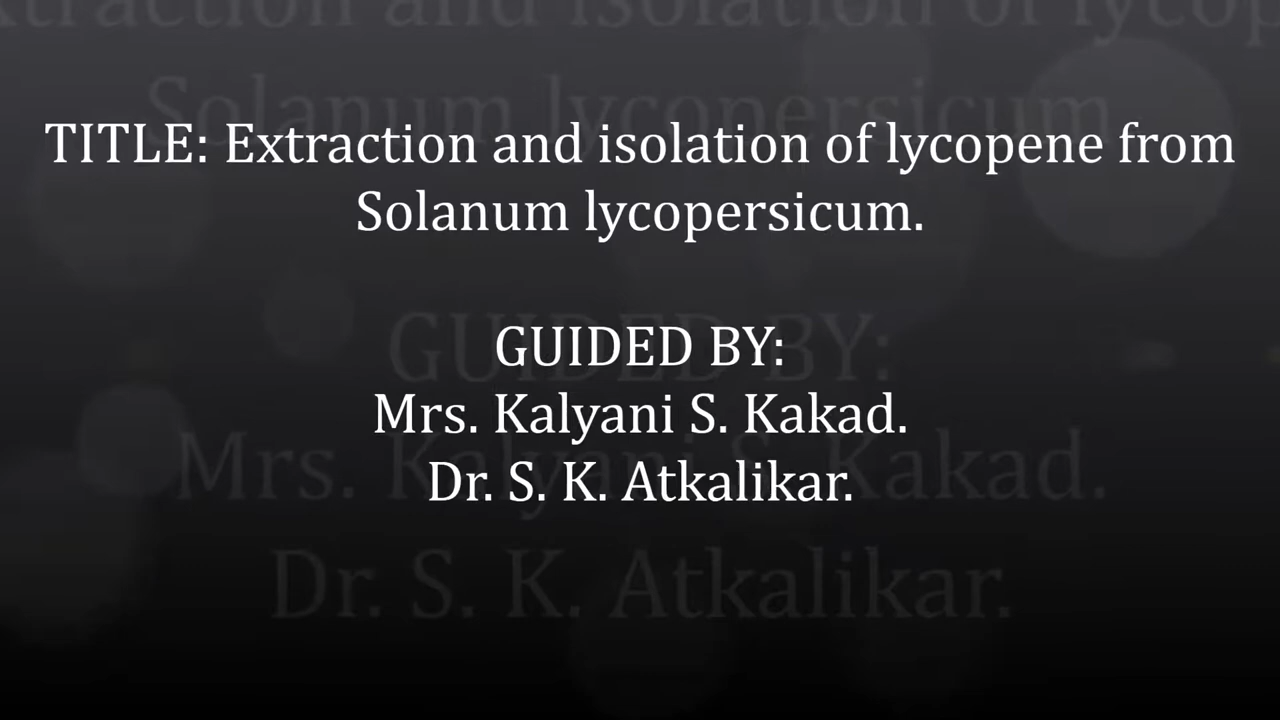 TITLE: Extraction and isolation of lycopene from
Solanum lycopersicum.
GUIDED BY:
Mrs. Kalyani S. Kakad.
Dr. S. K. Atkalikar.